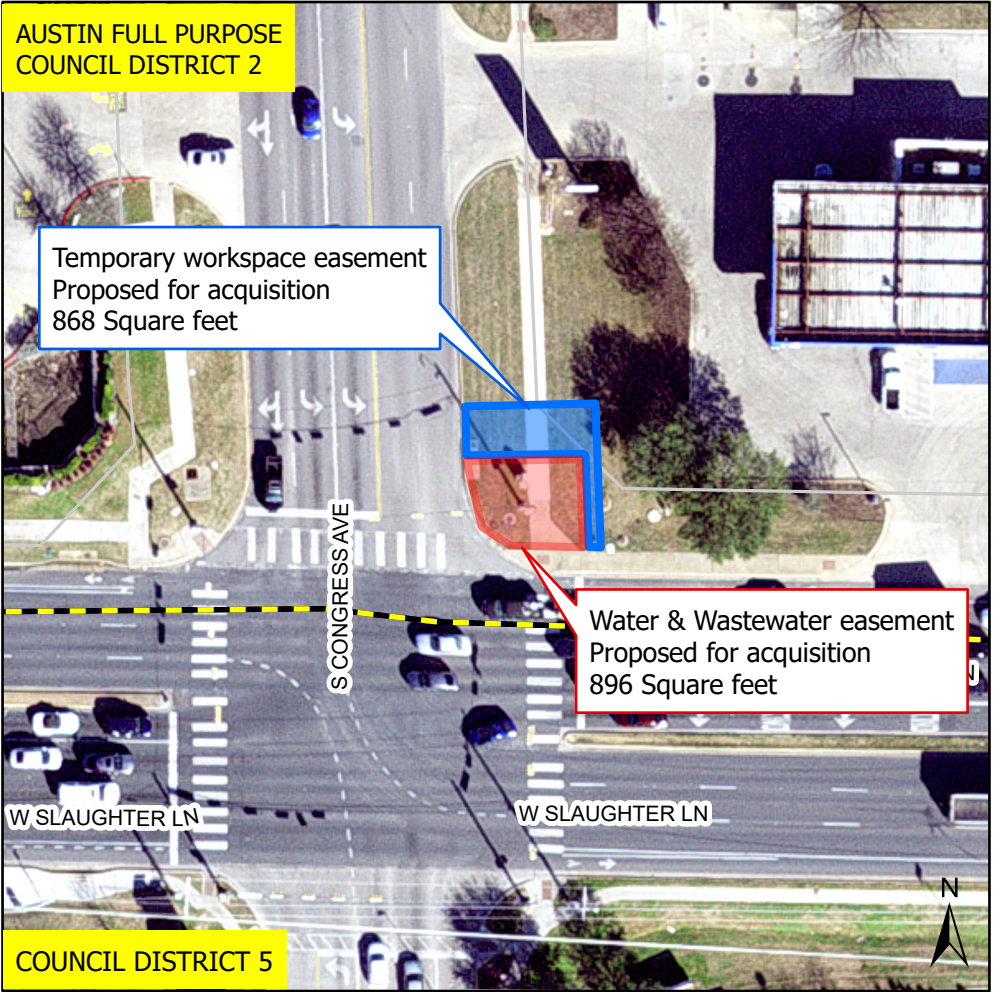 AUSTIN FULL PURPOSE
COUNCIL DISTRICT 2
Temporary workspace easement
Proposed for acquisition
868 Square feet
S CONGRESS AVE
Water & Wastewater easement
Proposed for acquisition
896 Square feet
N
W SLAUGHTER LN
W SLAUGHTER LN
N
COUNCIL DISTRICT 5